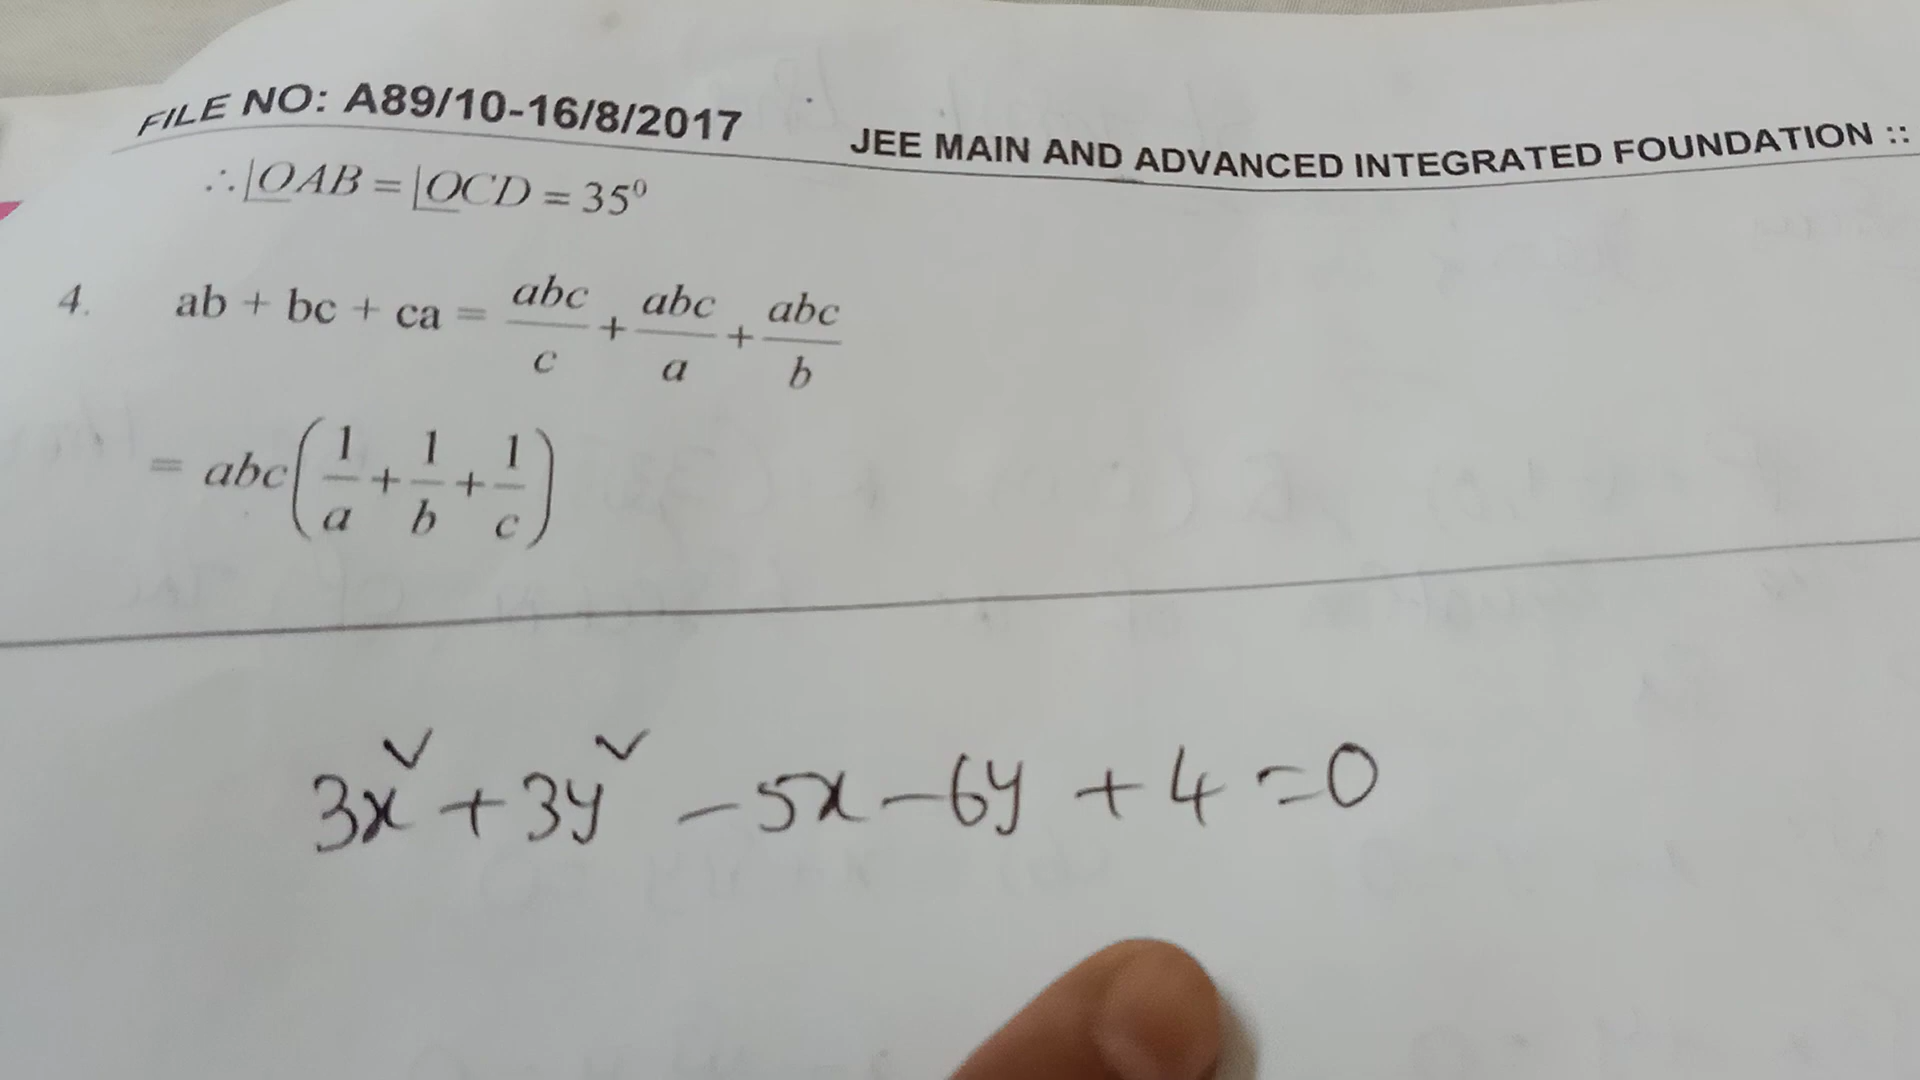 FILE NO: A89/10-16/8/2017
JEE MAIN AND ADVANCED INTEGRATED FOUNDATION ::
∴ ∠OAB = ∠OCD = 35⁰
4. ab + bc + ca = abc/c + abc/a + abc/b
= abc(1/a + 1/b + 1/c)
3x² + 3y² - 5x - 6y + 4 = 0